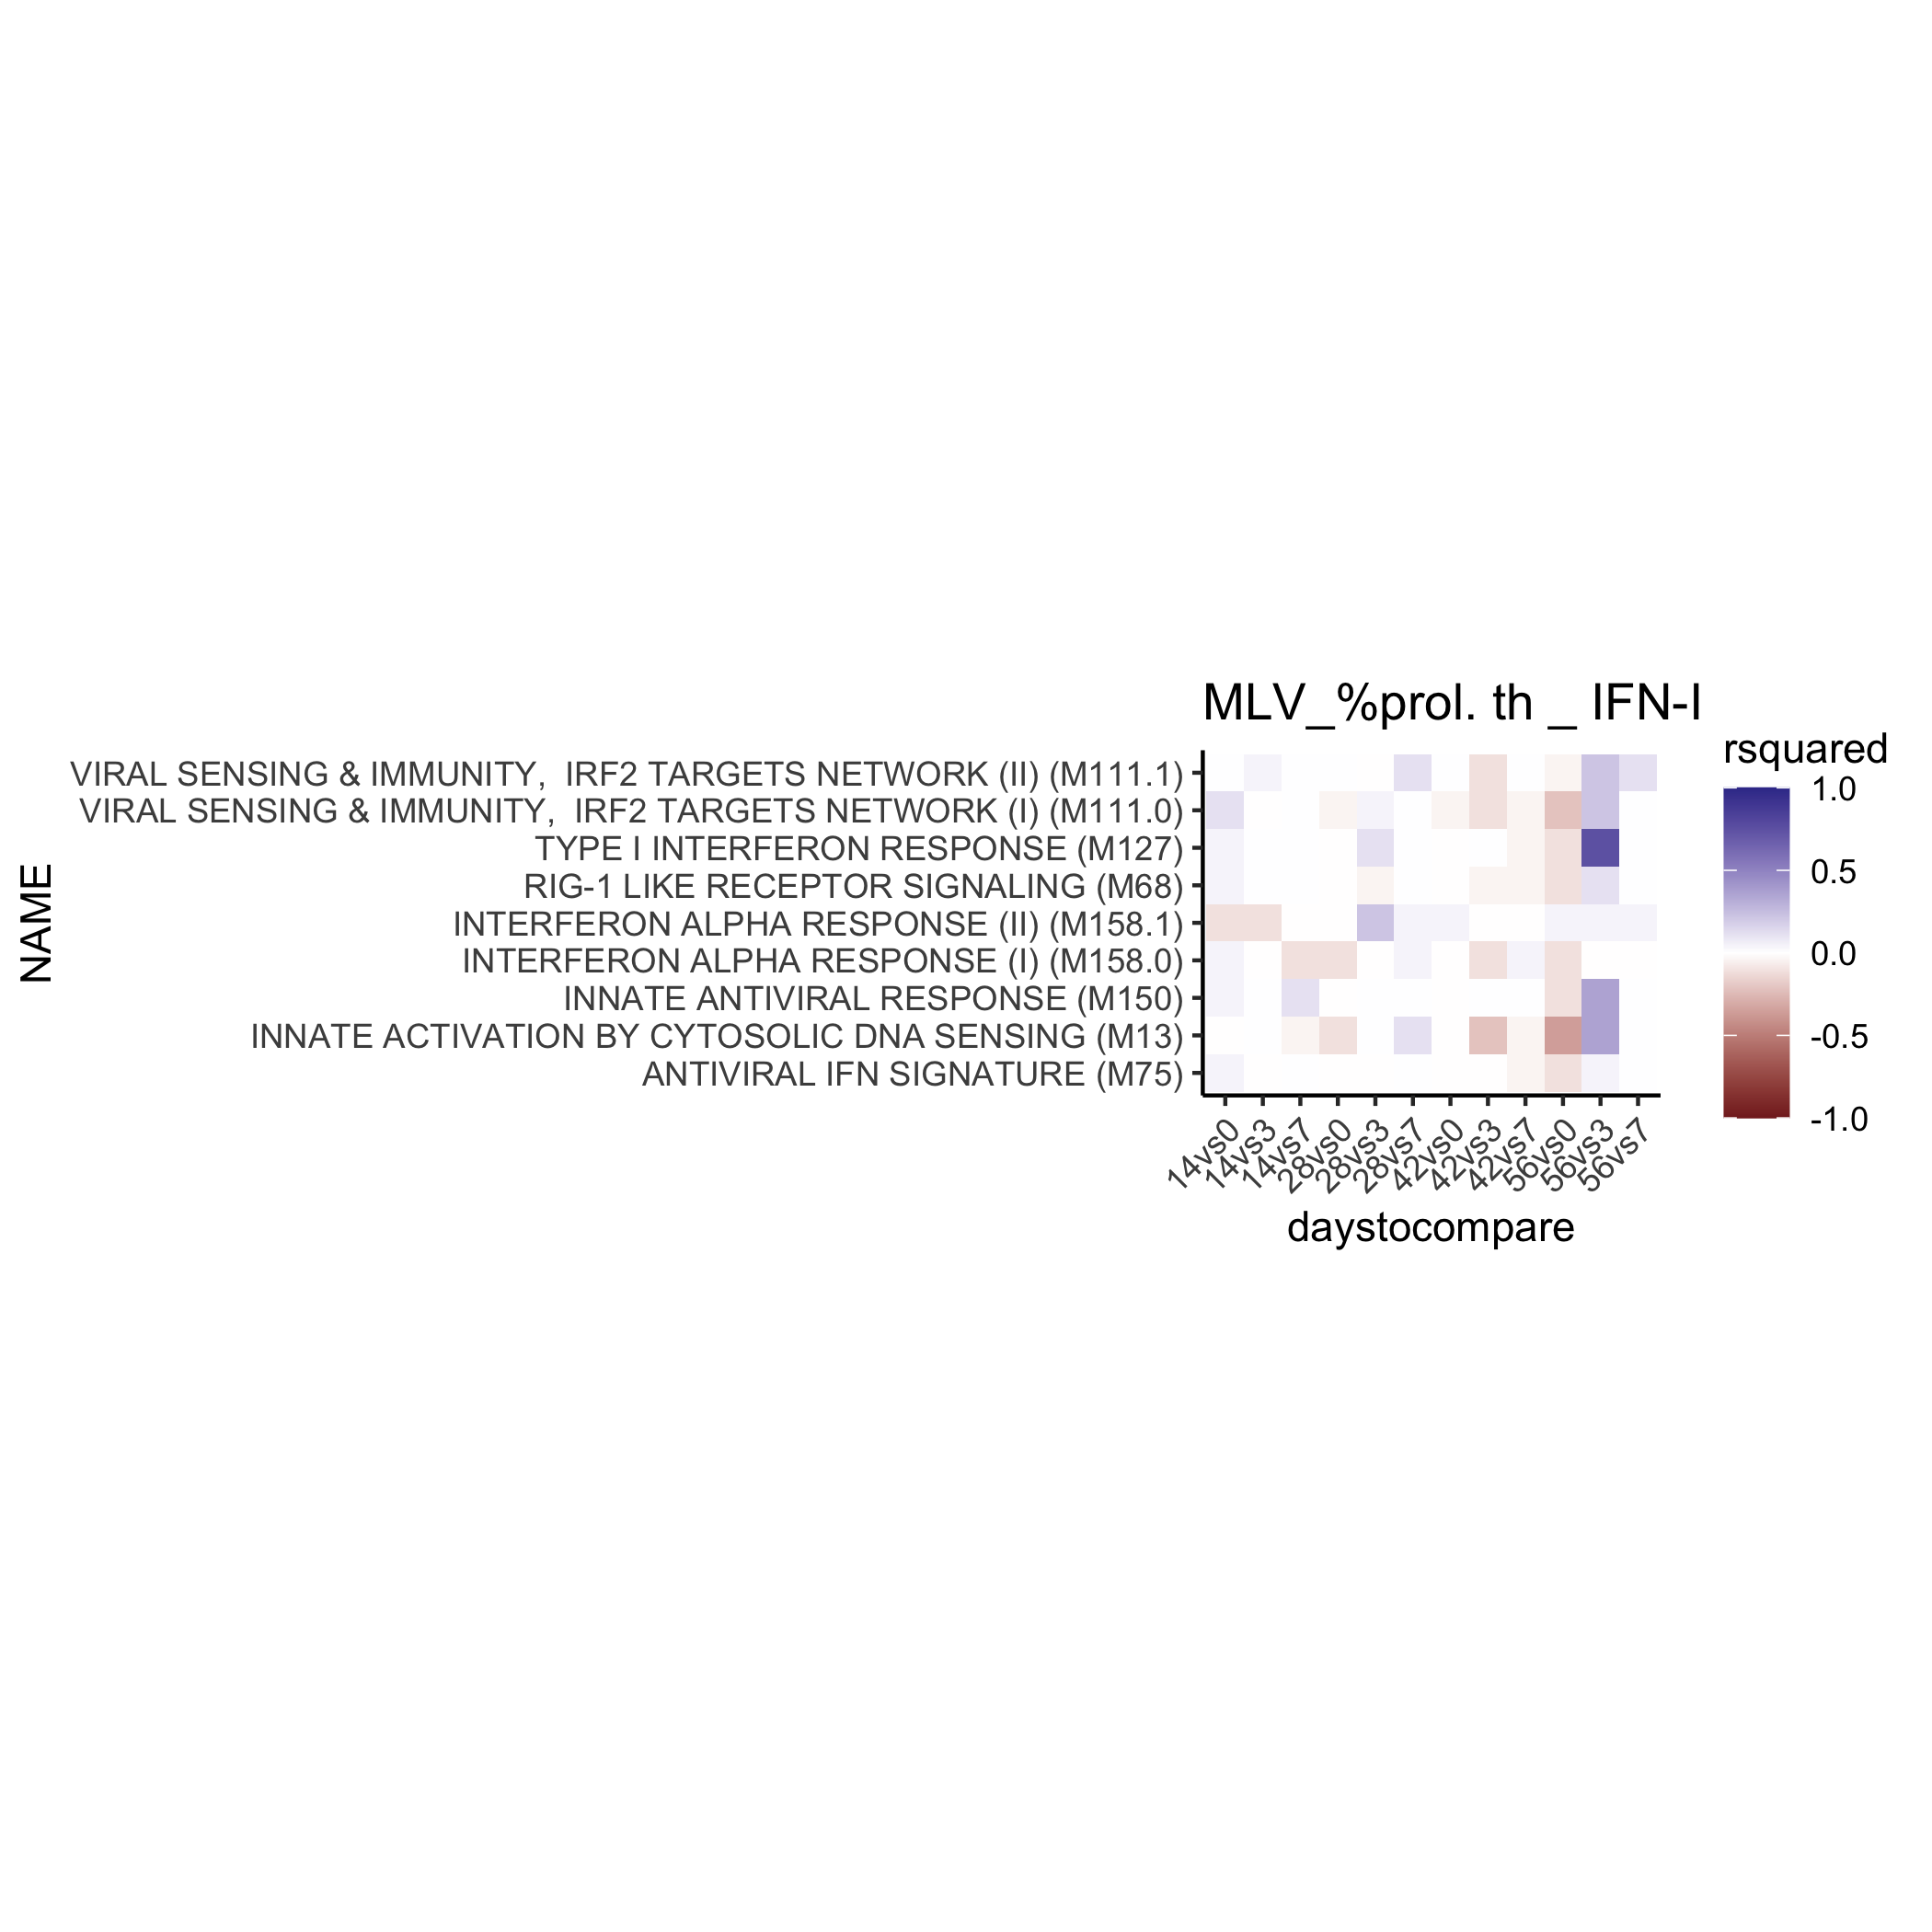 MLV_%prol. th _ IFN-I
rsquared
1.0
0.5
0.0
-0.5
-1.0
NAME
VIRAL SENSING & IMMUNITY,  IRF2 TARGETS NETWORK (II) (M111.1)
VIRAL SENSING & IMMUNITY,  IRF2 TARGETS NETWORK (I) (M111.0)
TYPE I INTERFERON RESPONSE (M127)
RIG-1 LIKE RECEPTOR SIGNALING (M68)
INTERFERON ALPHA RESPONSE (II) (M158.1)
INTERFERON ALPHA RESPONSE (I) (M158.0)
INNATE ANTIVIRAL RESPONSE (M150)
INNATE ACTIVATION BY CYTOSOLIC DNA SENSING (M13)
ANTIVIRAL IFN SIGNATURE (M75)
14vs0
14vs3
14vs7
28vs0
28vs3
28vs7
42vs0
42vs3
42vs7
56vs0
56vs3
56vs7
daystocompare